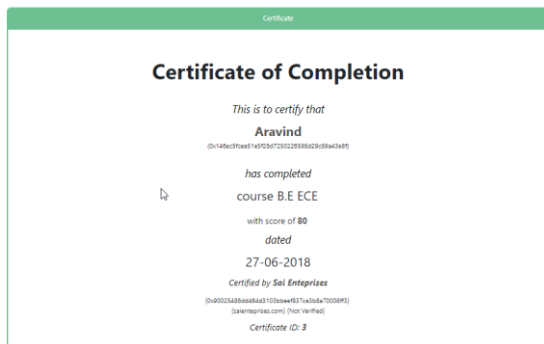 Certificate
Certificate of Completion
This is to certify that
Aravind
has completed
course B.E ECE
with score of 80
dated
27-06-2018
Certified by Sai Enteprises
(saienteprises.com) (Not Verified)
Certificate ID: 3